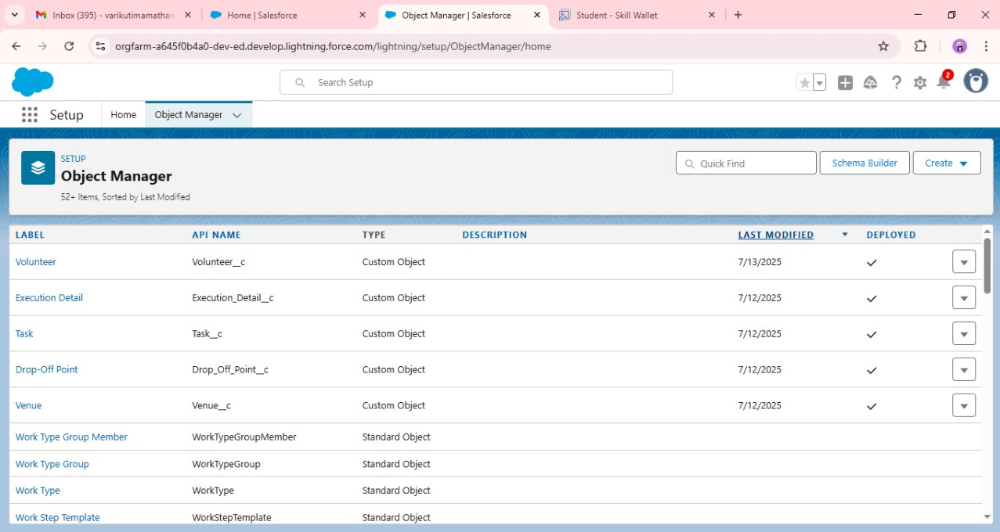 Inbox (395) - varikutimamathar
Home | Salesforce
Object Manager | Salesforce
Student - Skill Wallet
orgfarm-a645f0b4a0-dev-ed.develop.lightning.force.com/lightning/setup/ObjectManager/home
Search Setup
2
Setup
Home
Object Manager
SETUP
Object Manager
52+ Items, Sorted by Last Modified
Quick Find
Schema Builder
Create
LABEL API NAME TYPE DESCRIPTION LAST MODIFIED DEPLOYED
Volunteer Volunteer__c Custom Object 7/13/2025
Execution Detail Execution_Detail__c Custom Object 7/12/2025
Task Task__c Custom Object 7/12/2025
Drop-Off Point Drop_Off_Point__c Custom Object 7/12/2025
Venue Venue__c Custom Object 7/12/2025
Work Type Group Member WorkTypeGroupMember Standard Object
Work Type Group WorkTypeGroup Standard Object
Work Type WorkType Standard Object
Work Step Template WorkStepTemplate Standard Object